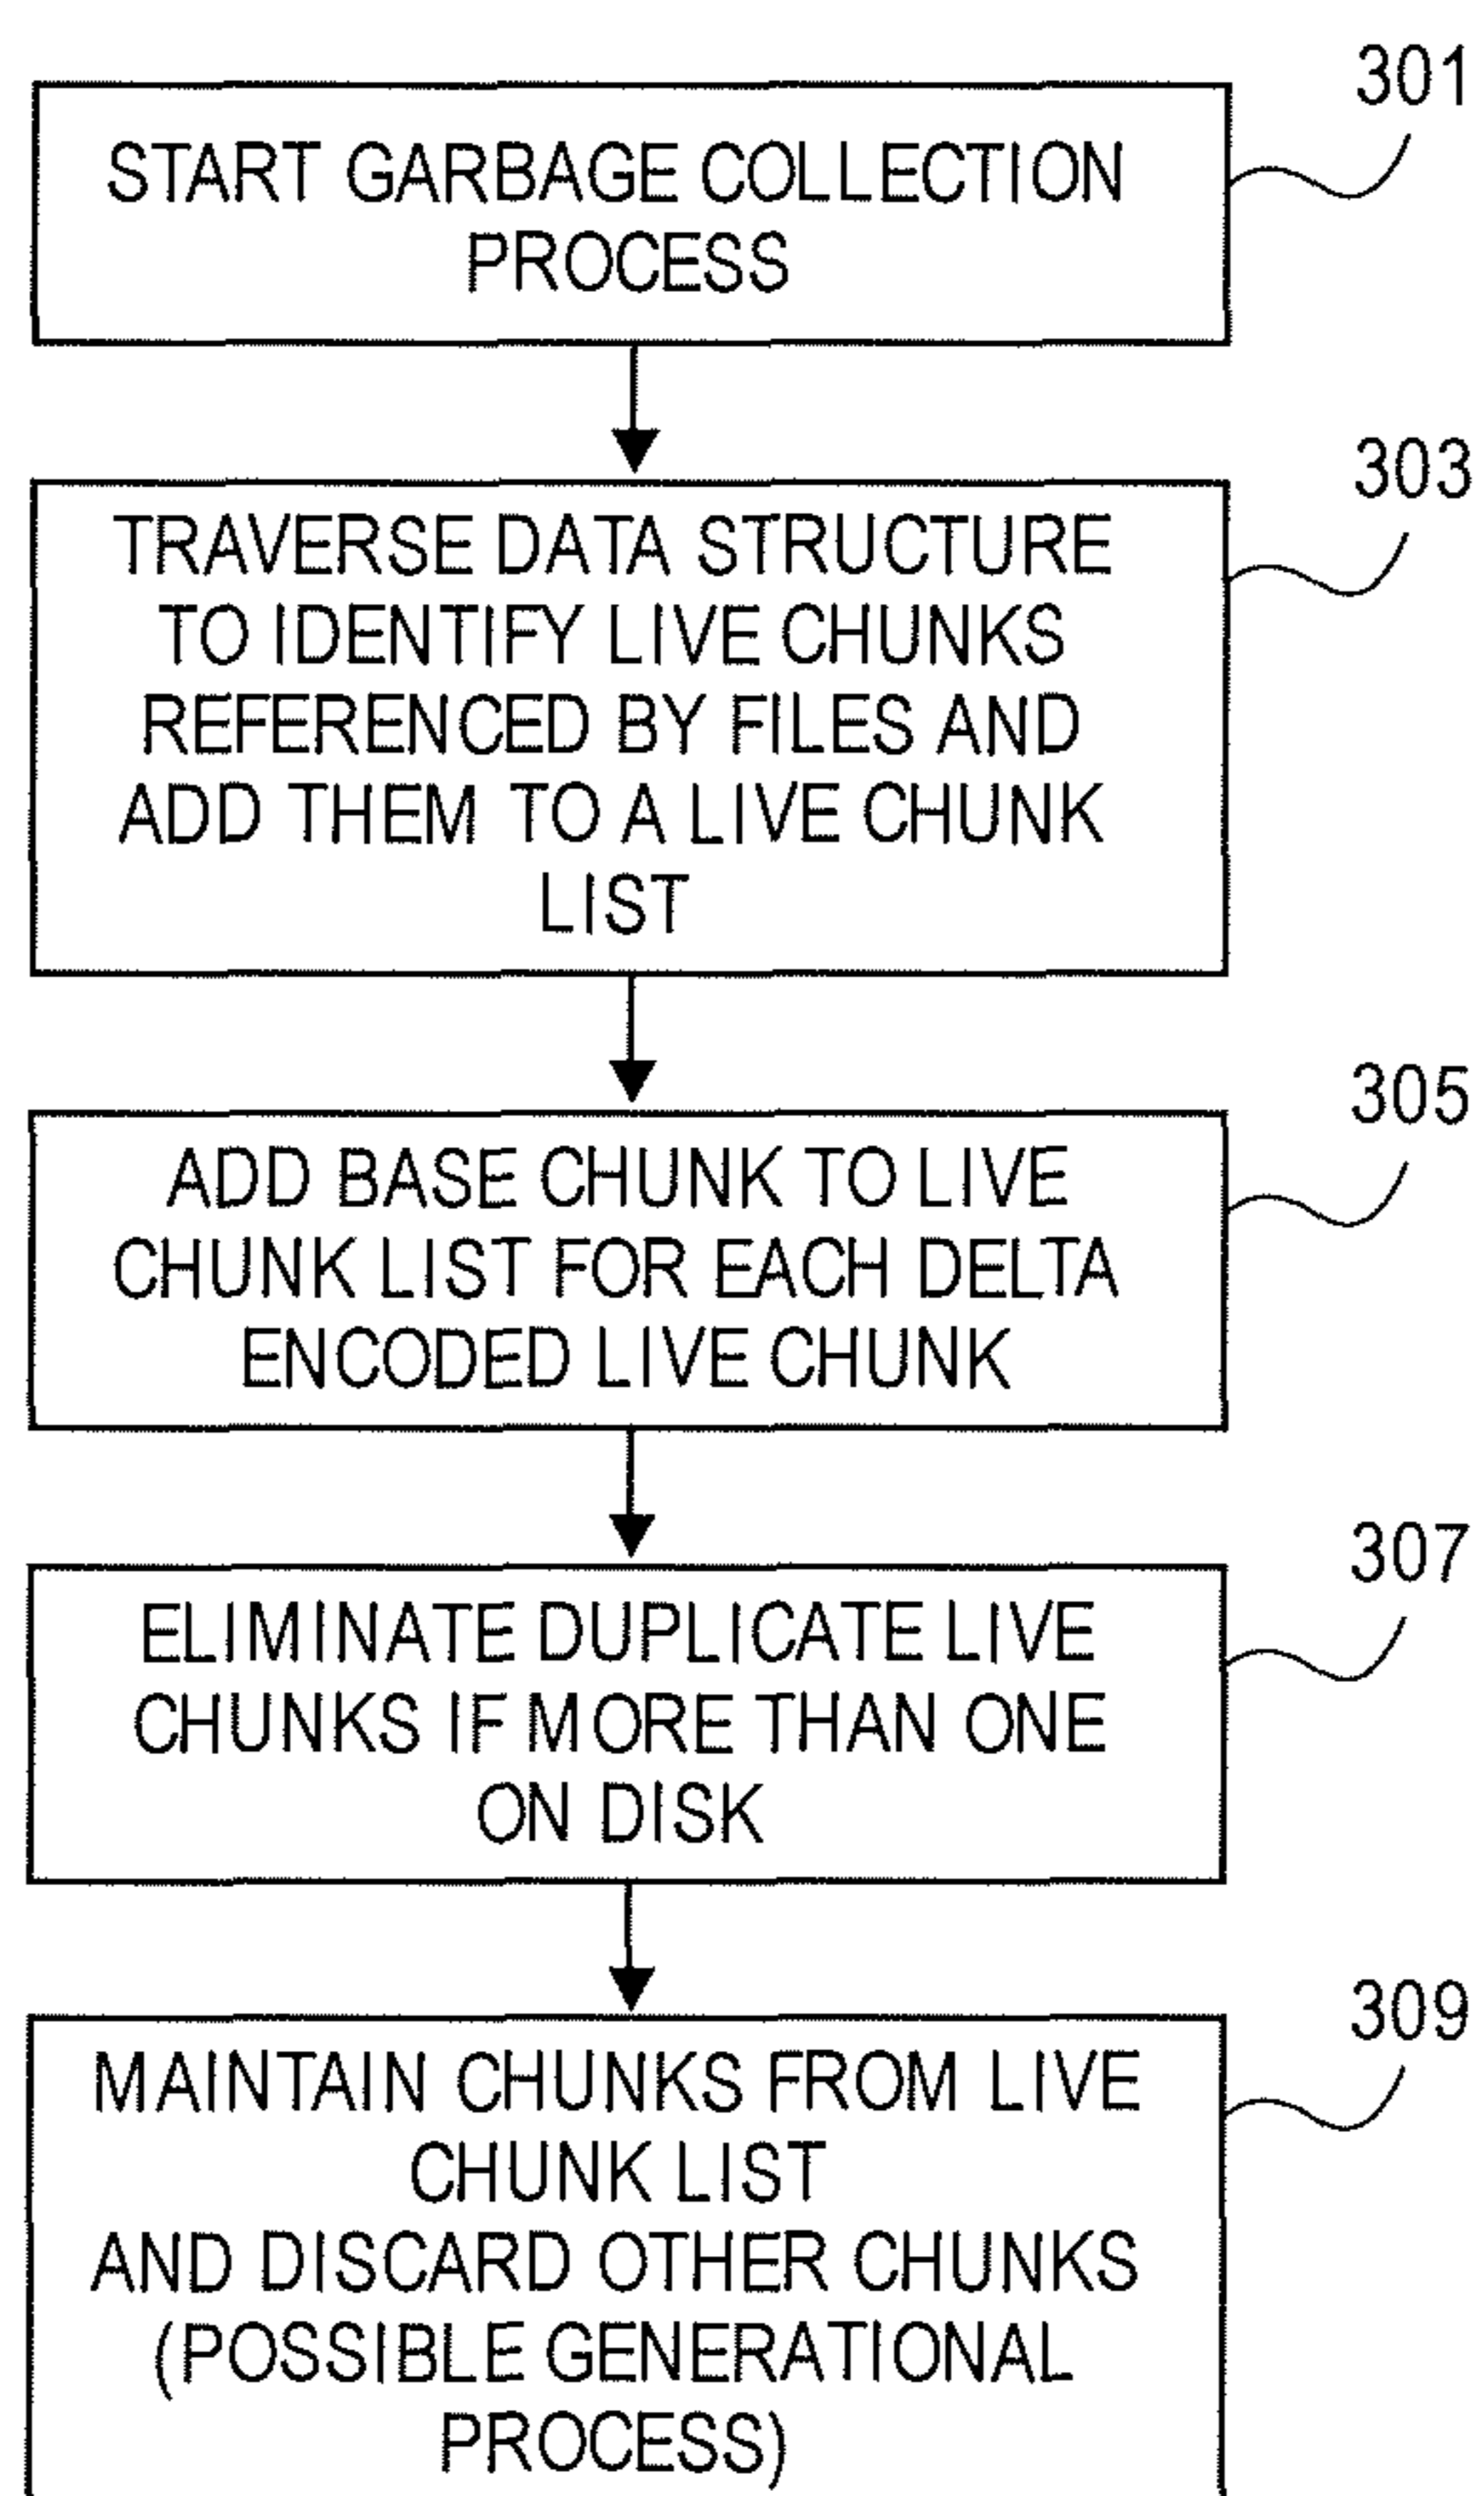 301
START GARBAGE COLLECTION
PROCESS
303
TRAVERSE DATA STRUCTURE
TO IDENTIFY LIVE CHUNKS
REFERENCED BY FILES AND
ADD THEM TO A LIVE CHUNK
LIST
305
ADD BASE CHUNK TO LIVE
CHUNK LIST FOR EACH DELTA
ENCODED LIVE CHUNK
307
ELIMINATE DUPLICATE LIVE
CHUNKS IF MORE THAN ONE
ON DISK
309
MAINTAIN CHUNKS FROM LIVE
CHUNK LIST
AND DISCARD OTHER CHUNKS
(POSSIBLE GENERATIONAL
PROCESS)